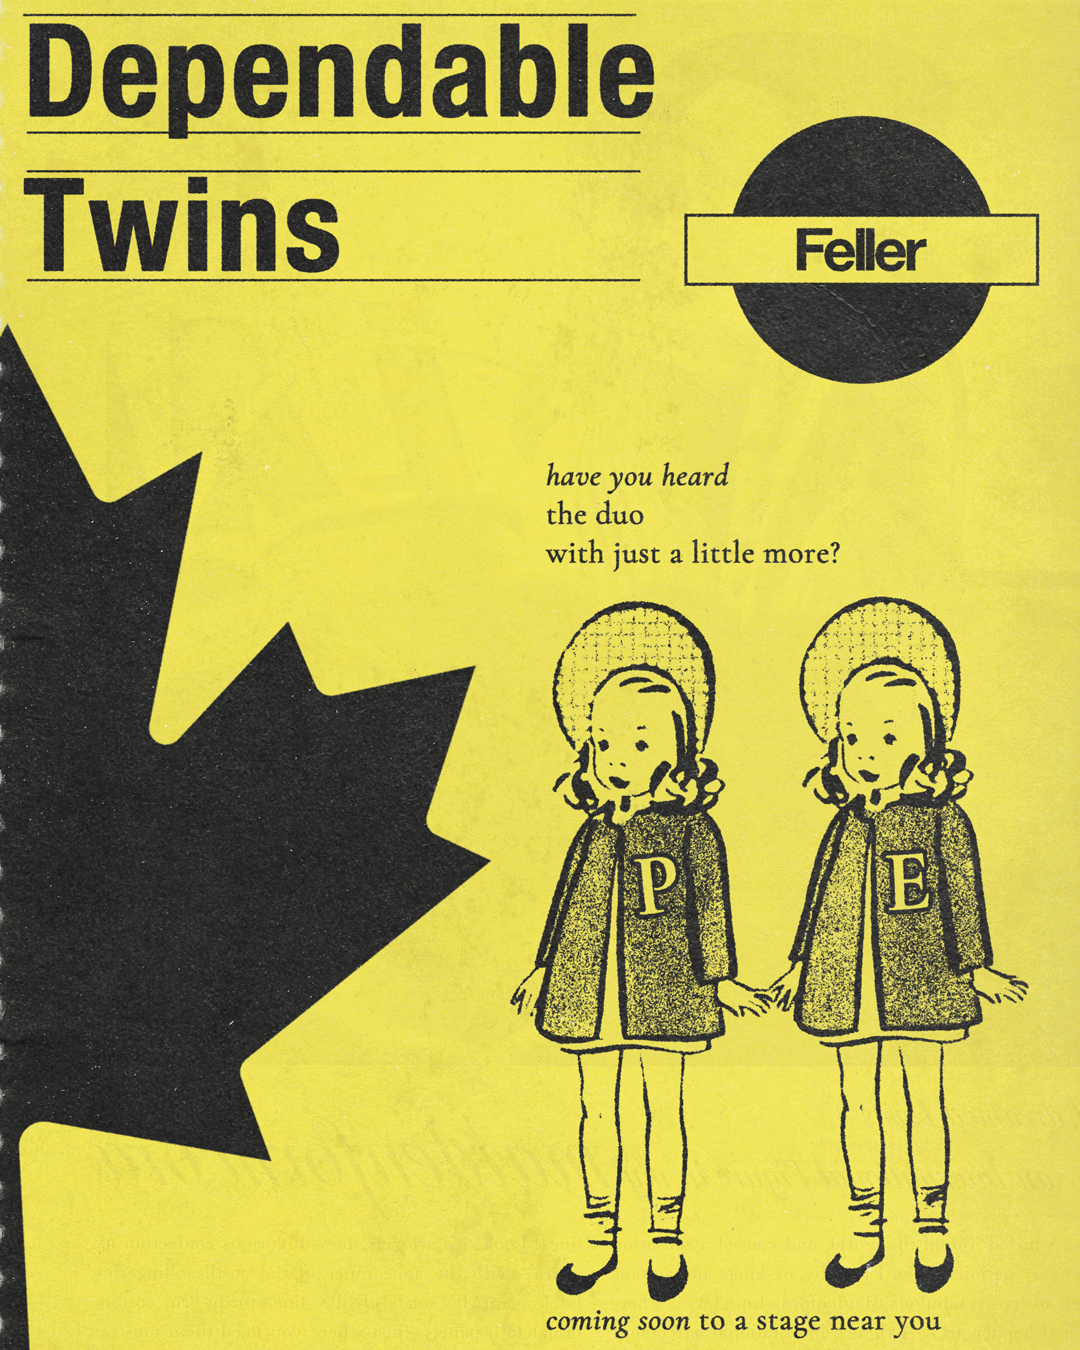 Dependable
Twins
Feller
have you heard
the duo
with just a little more?
P
E
coming soon to a stage near you